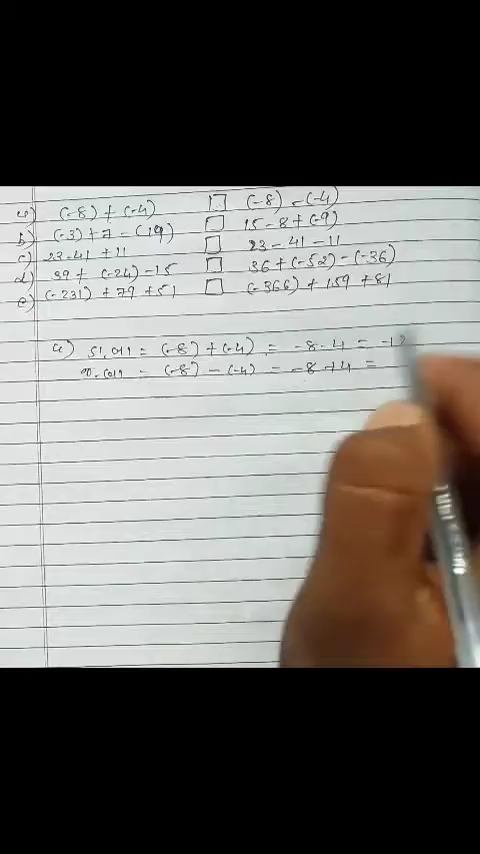 a) (-8) + (-4) □ (-8) - (-4)
b) (-3) + 7 - (19) □ 15 - 8 + (-9)
c) 23 - 41 + 11 □ 23 - 41 - 11
d) 39 + (-24) - 15 □ 36 + (-52) - (-36)
e) (-231) + 79 + 51 □ (-366) + 159 + 81
a) = (-8) + (-4) = -8-4 = -12
= (-8) - (-4) = -8+4 =